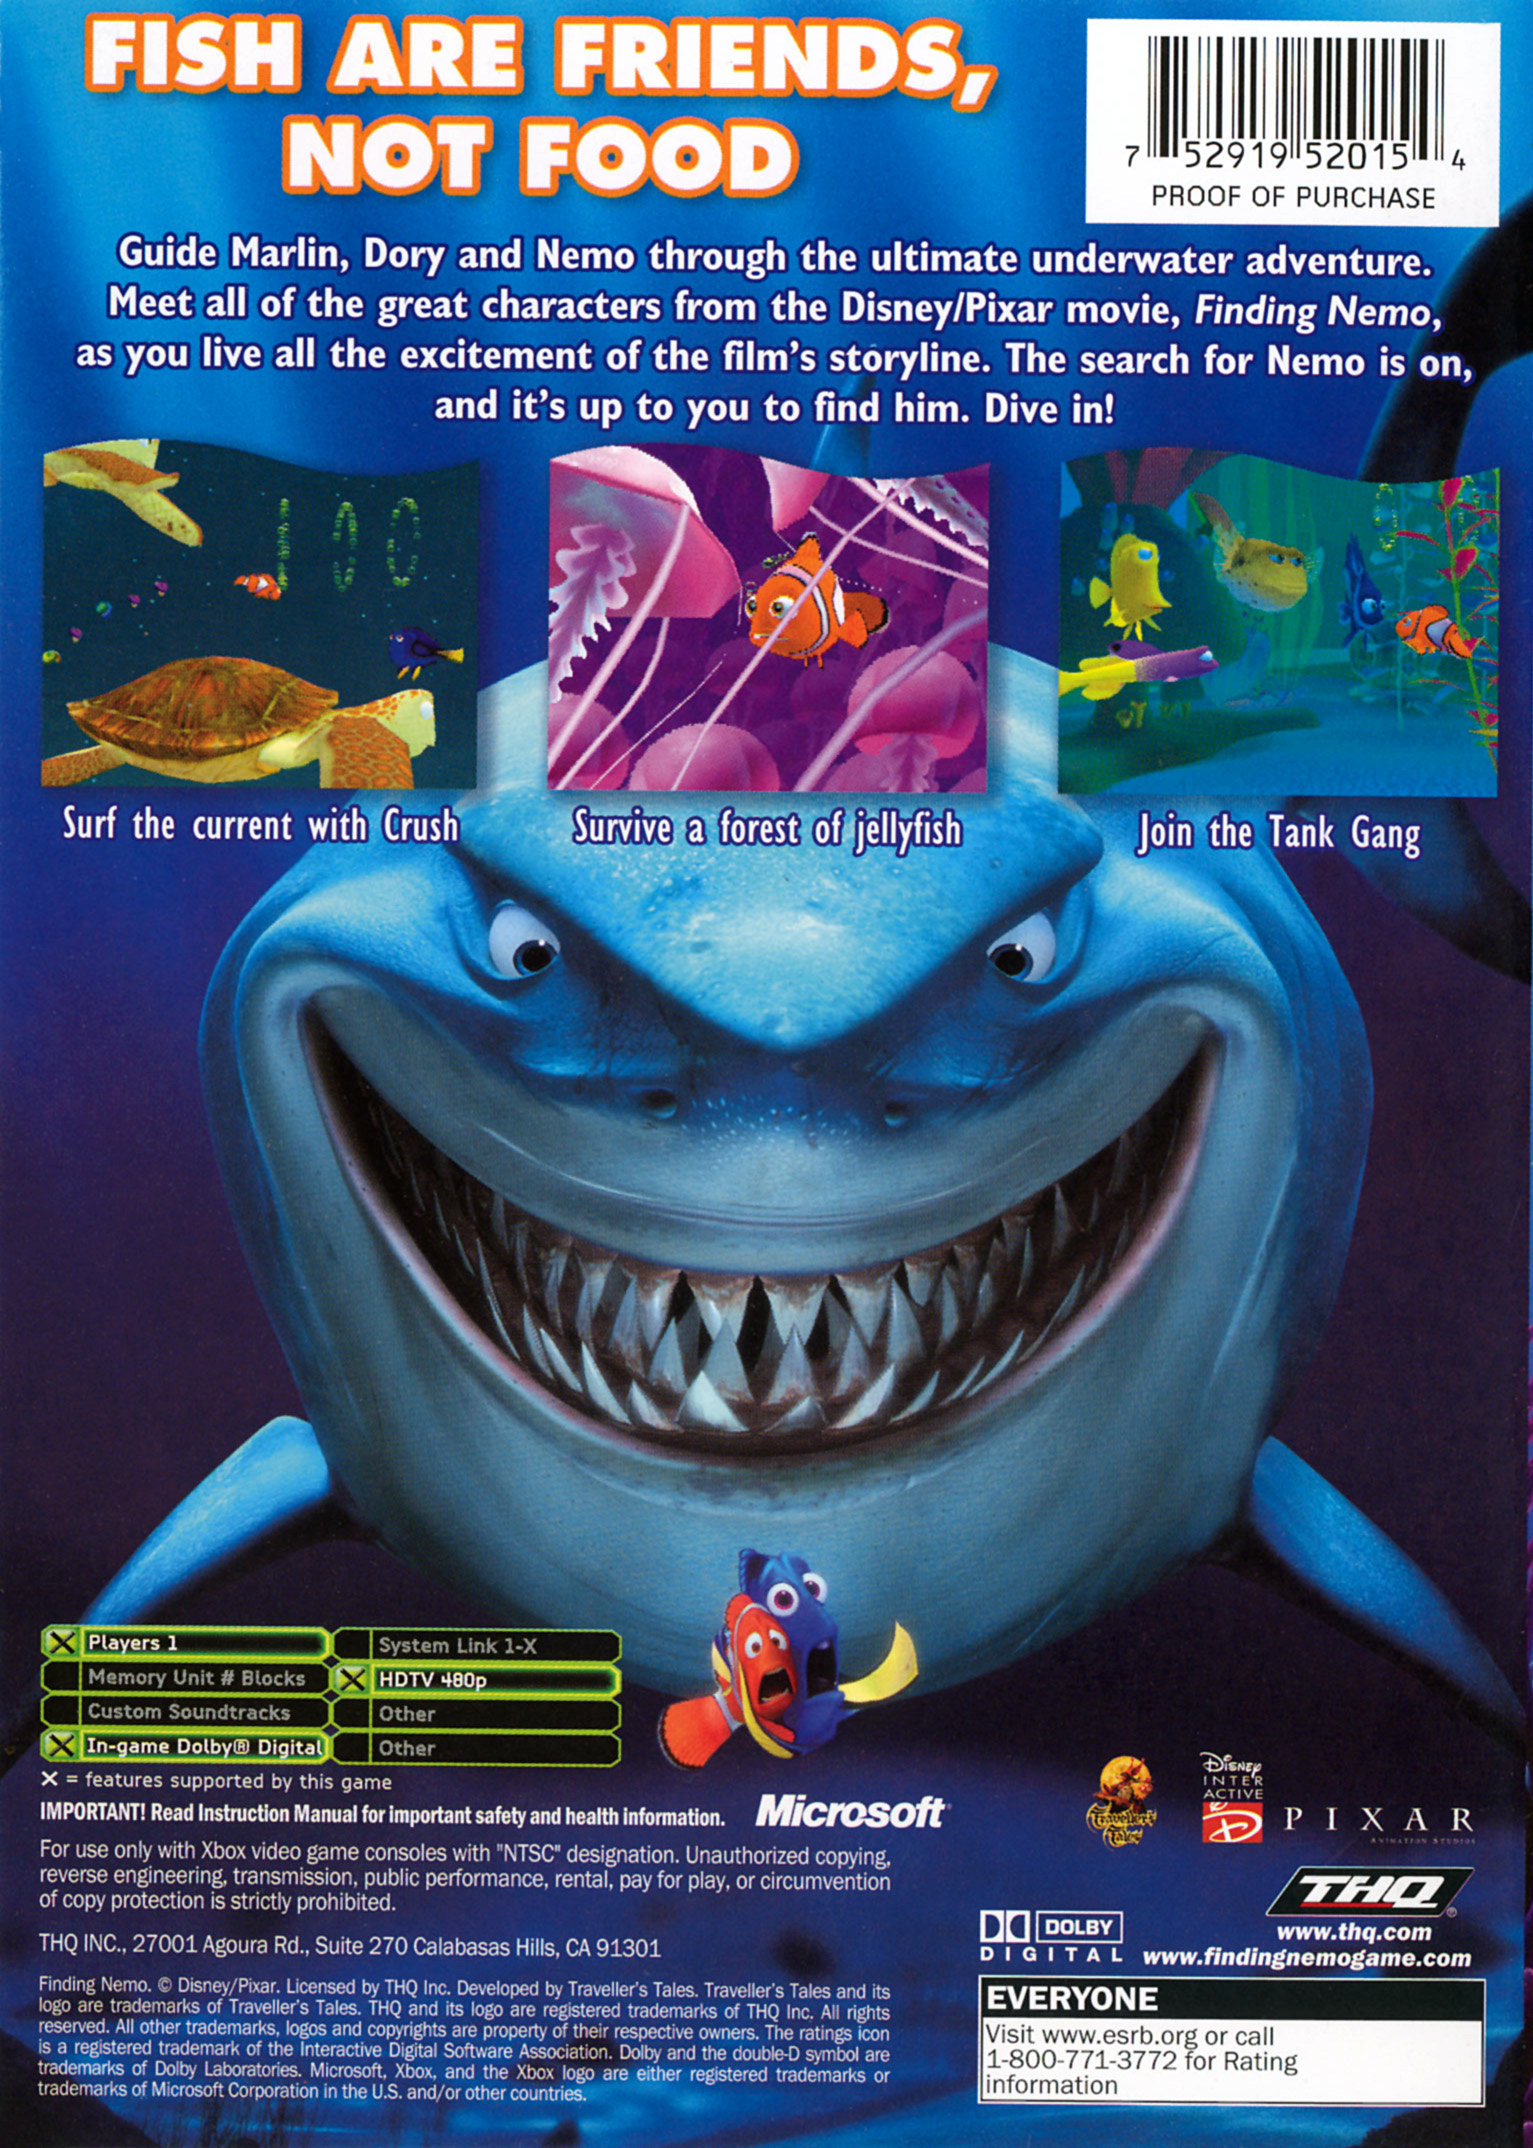 FISH ARE FRIENDS,
NOT FOOD
7 52919 52015 4
PROOF OF PURCHASE
Guide Marlin, Dory and Nemo through the ultimate underwater adventure.
Meet all of the great characters from the Disney/Pixar movie, Finding Nemo,
as you live all the excitement of the film's storyline. The search for Nemo is on,
and it's up to you to find him. Dive in!
100
Surf the current with Crush
Survive a forest of jellyfish
Join the Tank Gang
X Players 1
System Link 1-X
Memory Unit # Blocks
X HDTV 480p
Custom Soundtracks
Other
X In-game Dolby® Digital
Other
X = features supported by this game
IMPORTANT! Read Instruction Manual for important safety and health information.
Microsoft
For use only with Xbox video game consoles with "NTSC" designation. Unauthorized copying,
reverse engineering, transmission, public performance, rental, pay for play, or circumvention
of copy protection is strictly prohibited.
THQ INC., 27001 Agoura Rd., Suite 270 Calabasas Hills, CA 91301
Finding Nemo. © Disney/Pixar. Licensed by THQ Inc. Developed by Traveller's Tales. Traveller's Tales and its
logo are trademarks of Traveller's Tales. THQ and its logo are registered trademarks of THQ Inc. All rights
reserved. All other trademarks, logos and copyrights are property of their respective owners. The ratings icon
is a registered trademark of the Interactive Digital Software Association. Dolby and the double-D symbol are
trademarks of Dolby Laboratories. Microsoft, Xbox, and the Xbox logo are either registered trademarks or
trademarks of Microsoft Corporation in the U.S. and/or other countries.
Traveller's
Tales
DISNEY
INTER
ACTIVE
D
PIXAR
ANIMATION STUDIOS
THQ®
www.thq.com
DOLBY
DIGITAL
www.findingnemogame.com
EVERYONE
Visit www.esrb.org or call
1-800-771-3772 for Rating
information